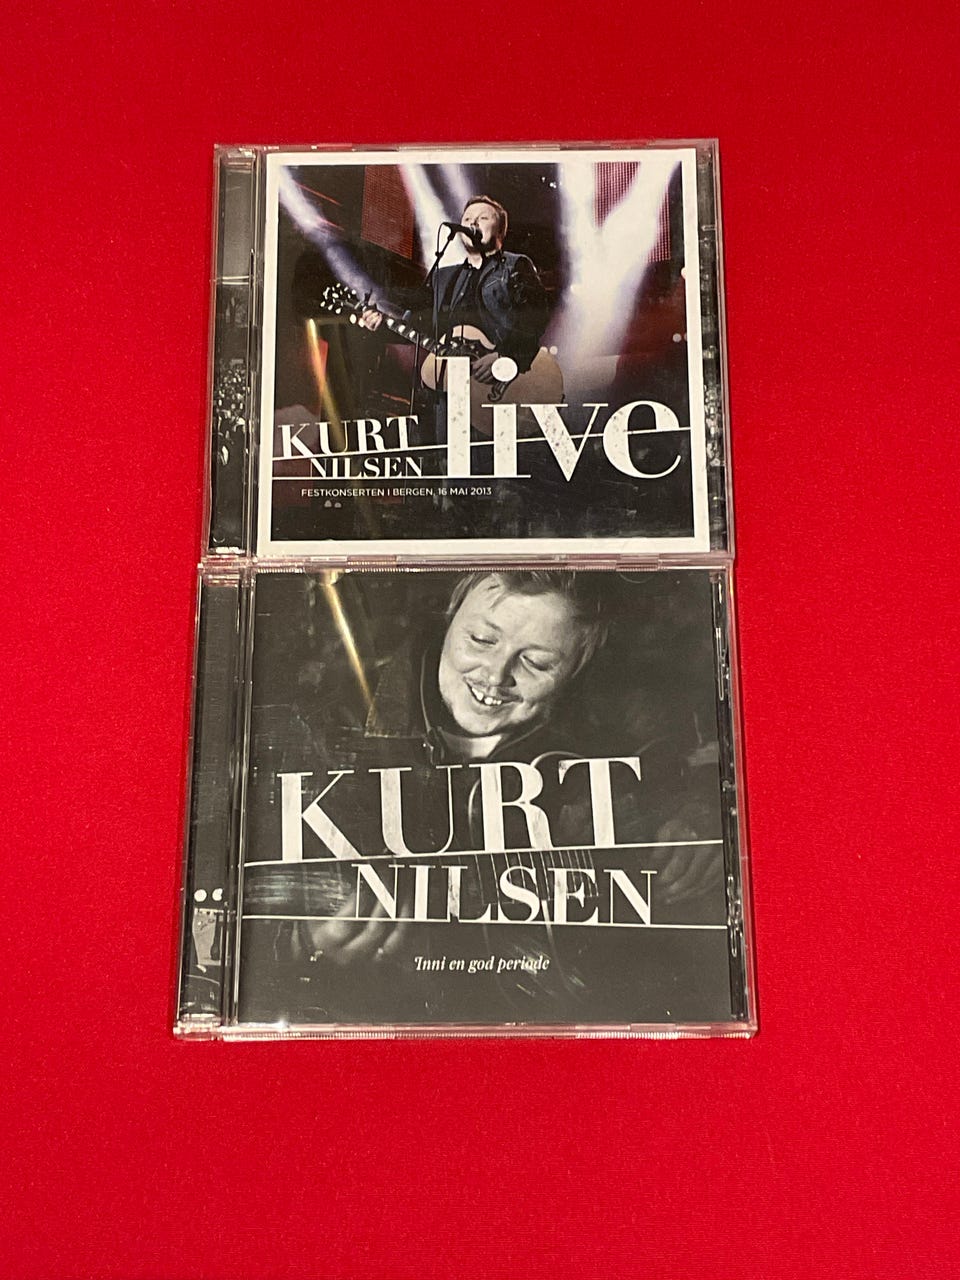 KURT
NILSEN
live
FESTKONSERTEN I BERGEN, 16 MAI 2013
KURT
NILSEN
Inni en god periode